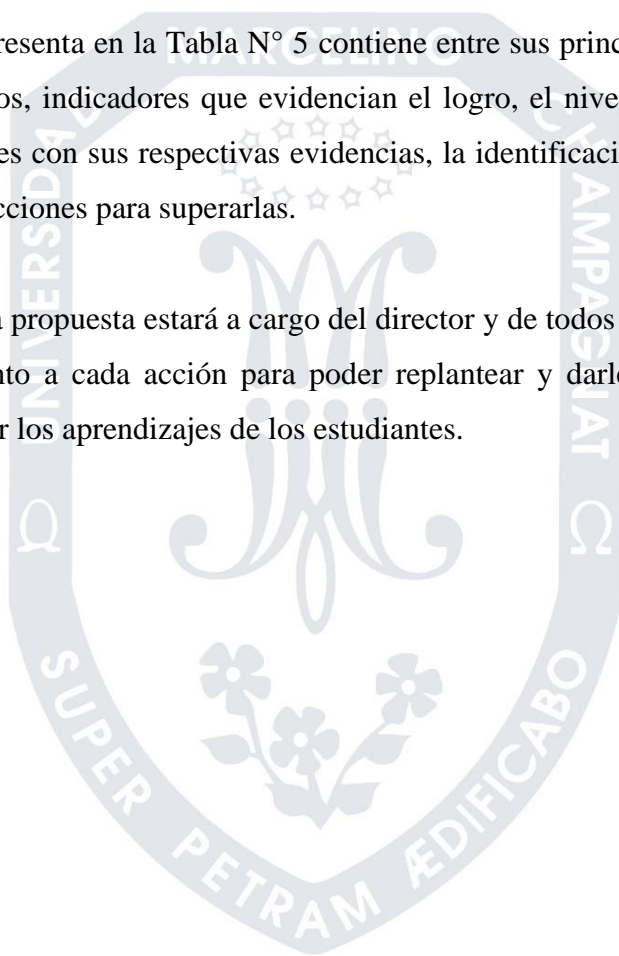 resenta en la Tabla N° 5 contiene entre sus princ
os, indicadores que evidencian el logro, el nive
es con sus respectivas evidencias, la identificaci
cciones para superarlas.
propuesta estará a cargo del director y de todos
nto a cada acción para poder replantear y darl
r los aprendizajes de los estudiantes.
UNIVERSIDAD MARCELINO CHAMPAGNAT
Ω Ω
SUPER PETRAM ÆDIFICABO